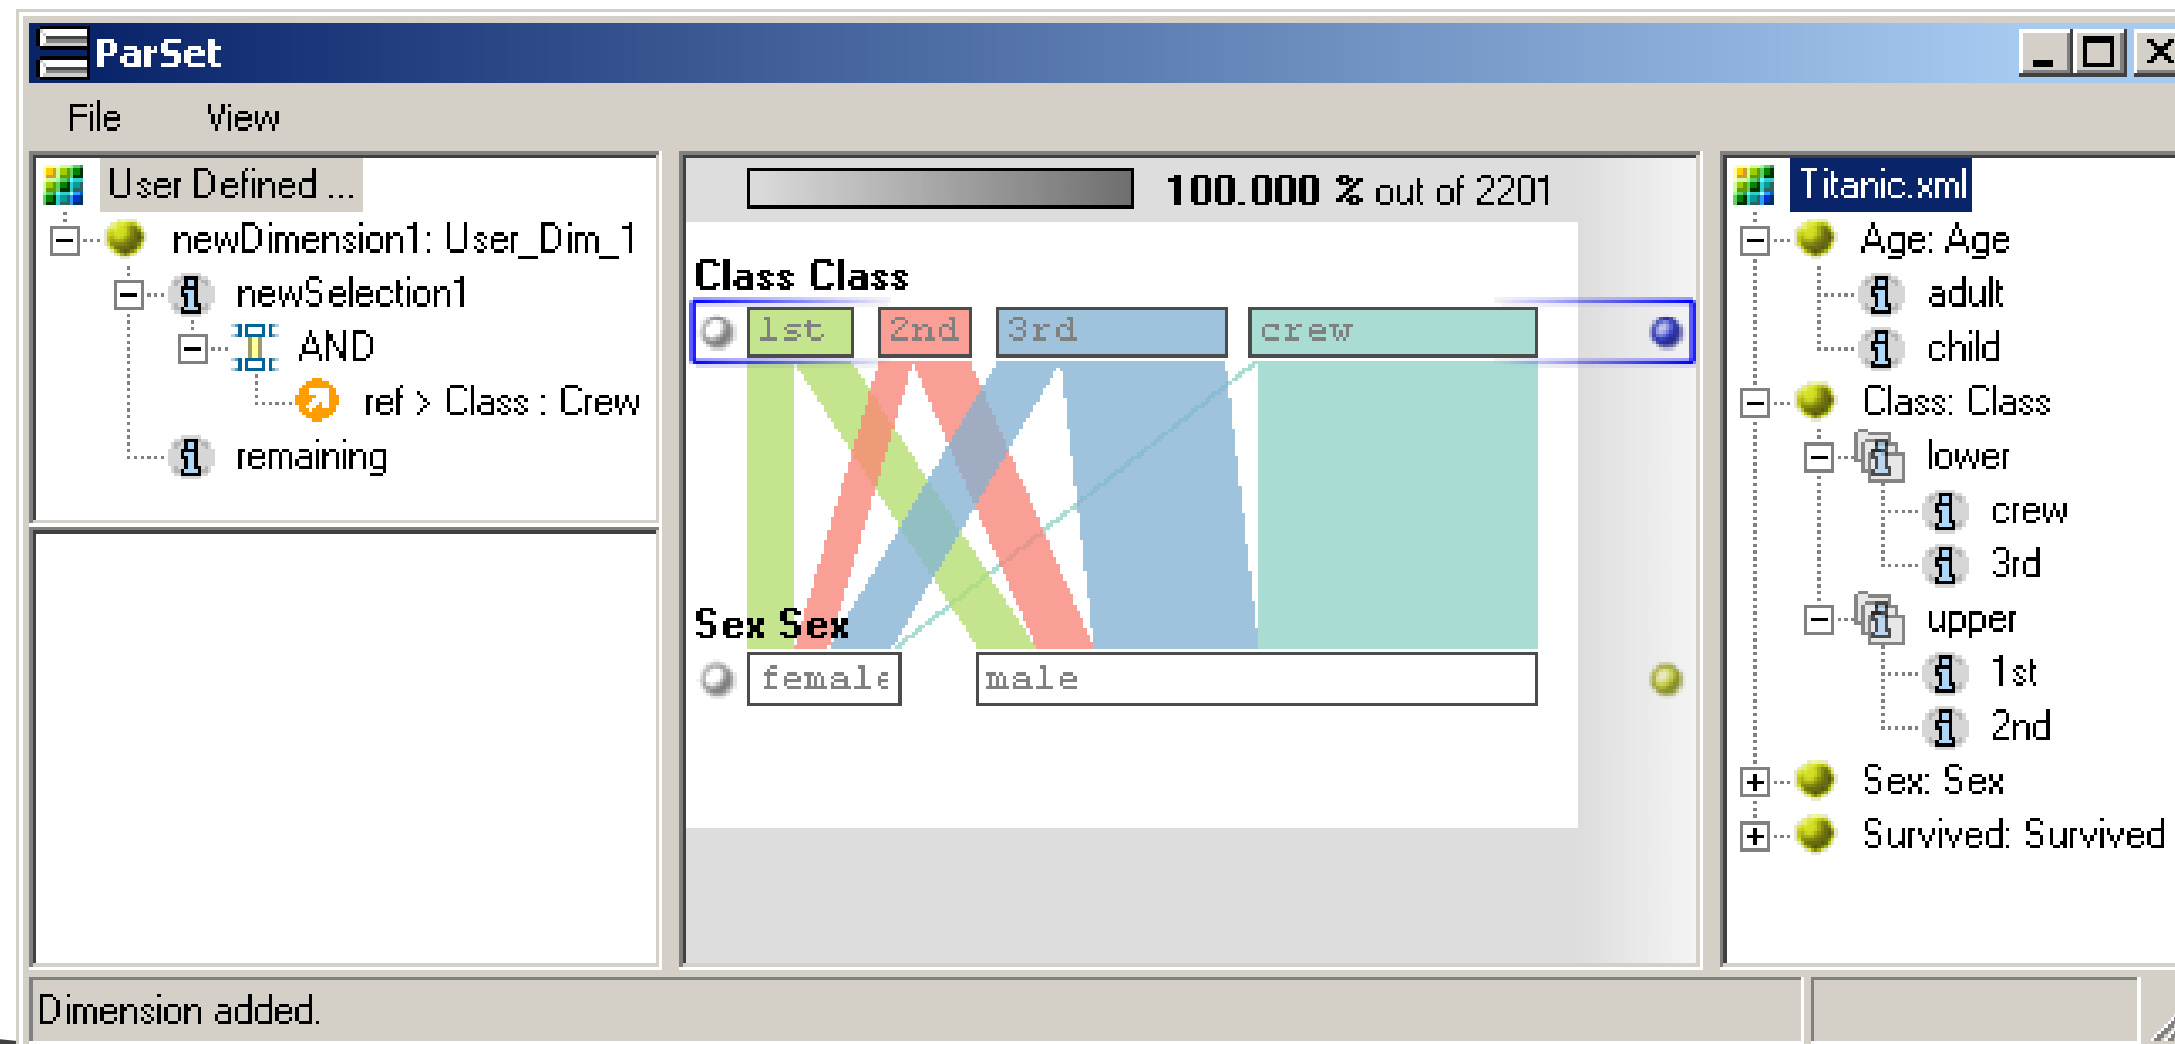 ParSet
File View
User Defined ...
newDimension1: User_Dim_1
newSelection1
AND
ref > Class : Crew
remaining
100.000 % out of 2201
Class Class
1st 2nd 3rd crew
Sex Sex
female male
Titanic.xml
Age: Age
adult
child
Class: Class
lower
crew
3rd
upper
1st
2nd
Sex: Sex
Survived: Survived
Dimension added.